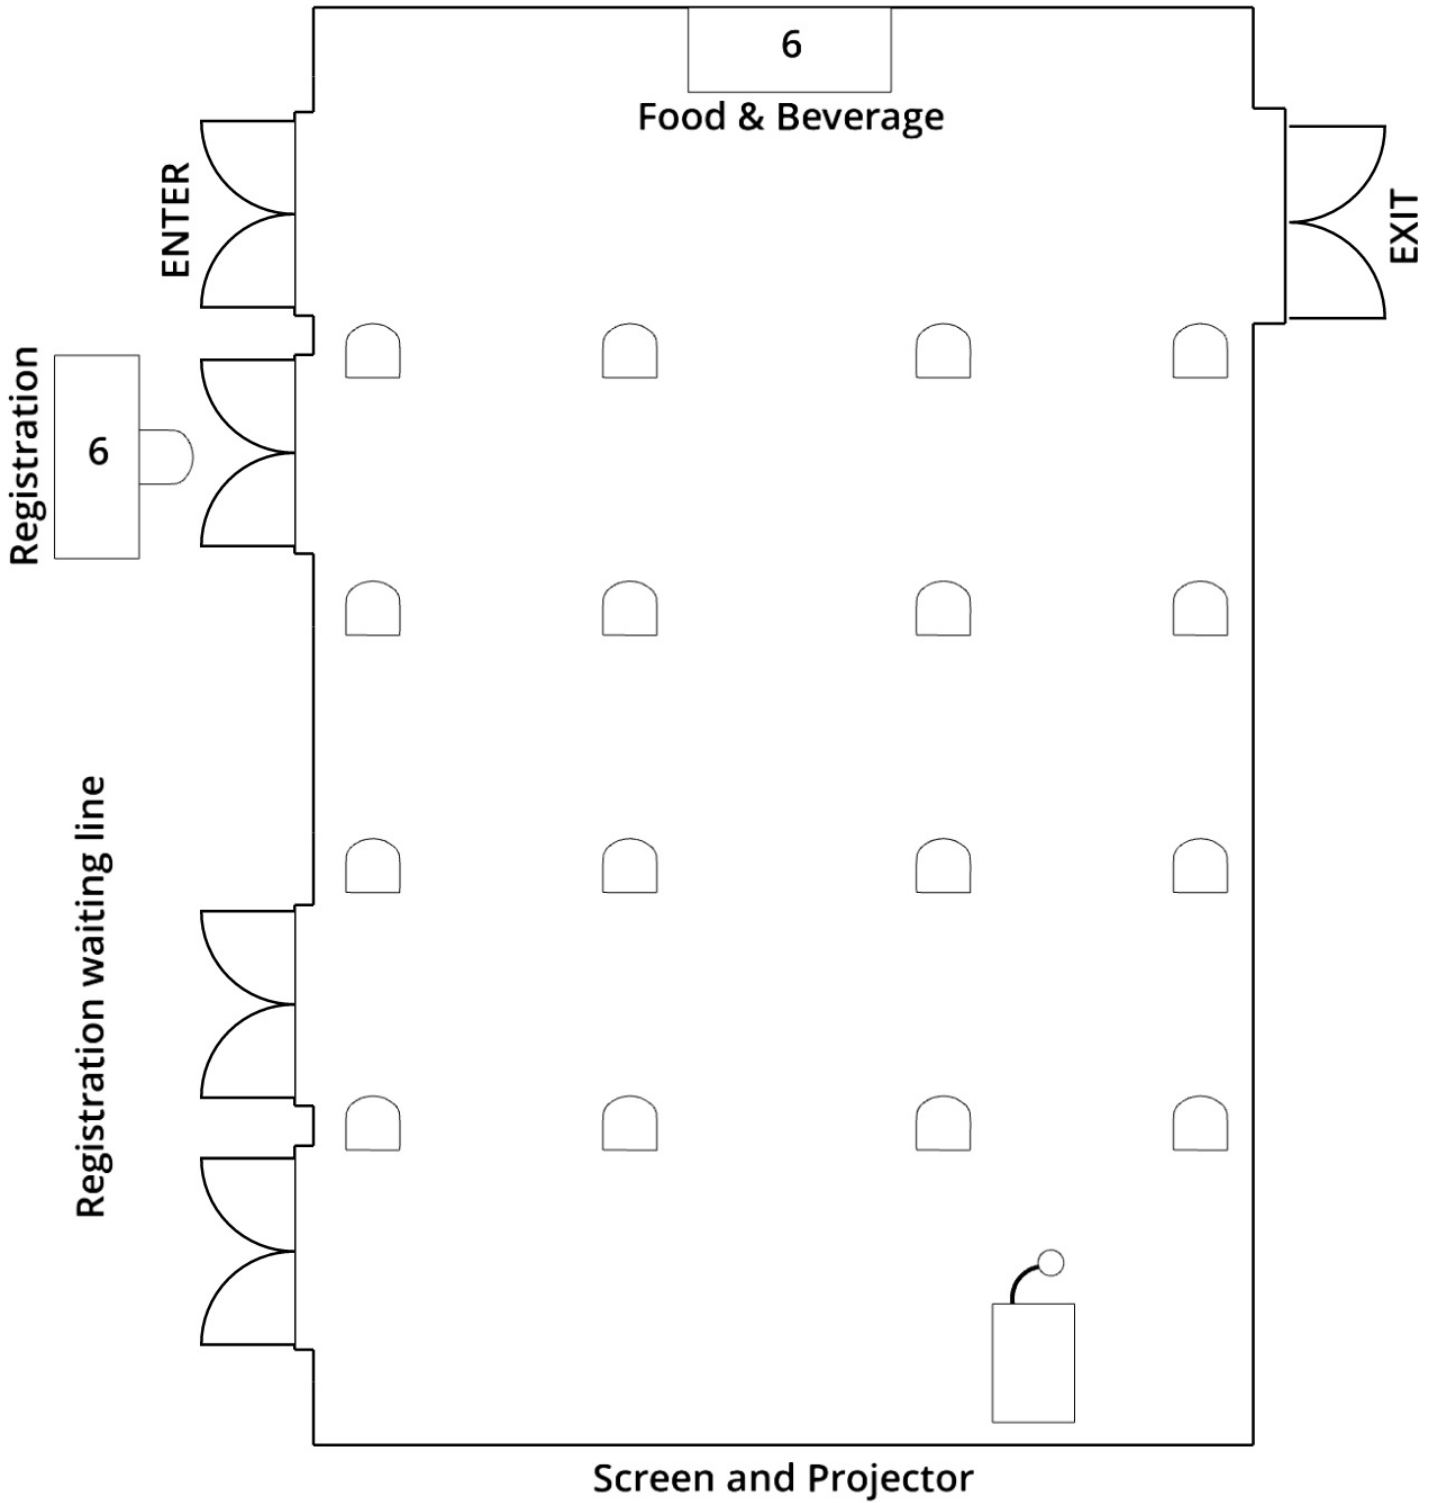 6
Food & Beverage
ENTER
EXIT
Registration
6
Registration waiting line
Screen and Projector